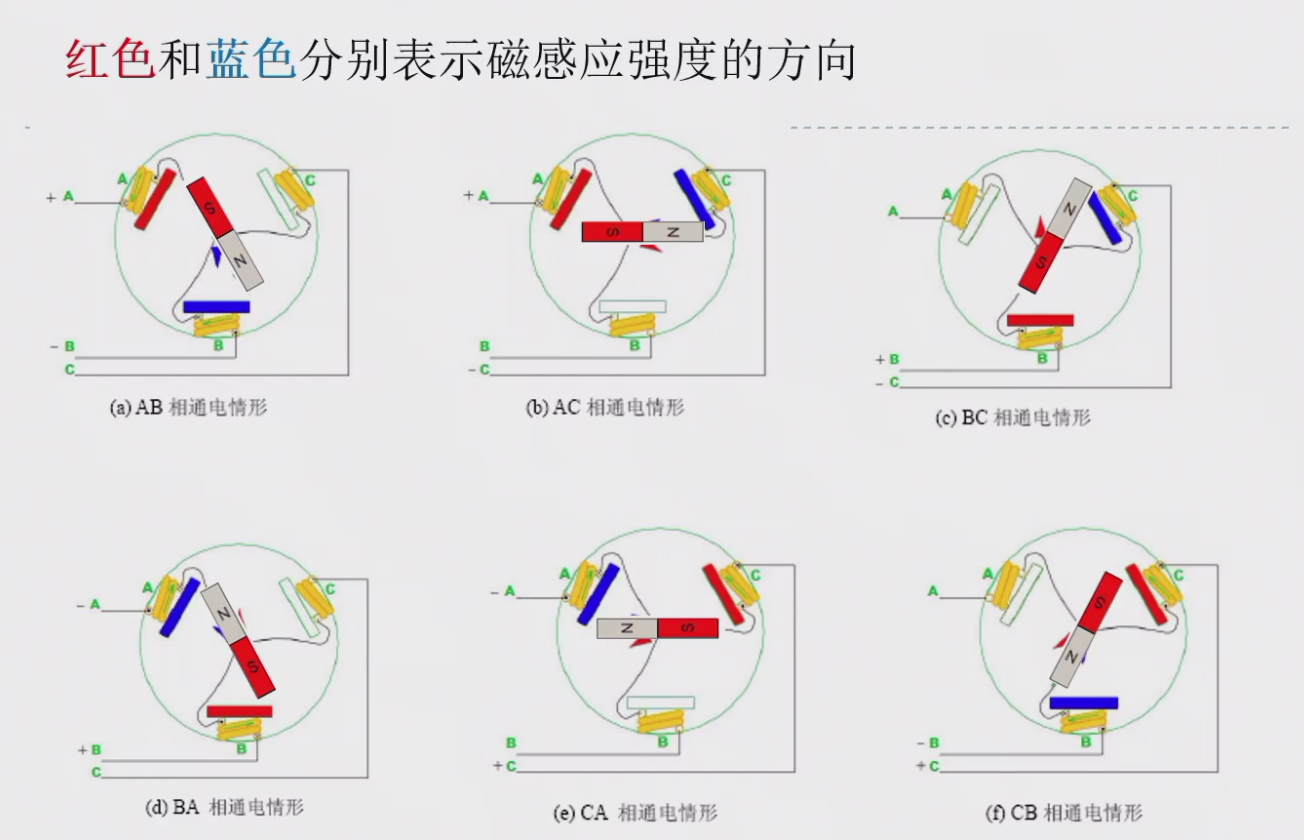 红色和蓝色分别表示磁感应强度的方向
A C
+ A
S
N
- B B
C
(a) AB 相通电情形
A C
+ A
S N
B B
- C
(b) AC 相通电情形
A C
A
N
S
+ B B
- C
(c) BC 相通电情形
A C
- A
N
S
+ B B
C
(d) BA 相通电情形
A C
- A
N S
B B
+ C
(e) CA 相通电情形
A C
A
S
N
- B B
+ C
(f) CB 相通电情形